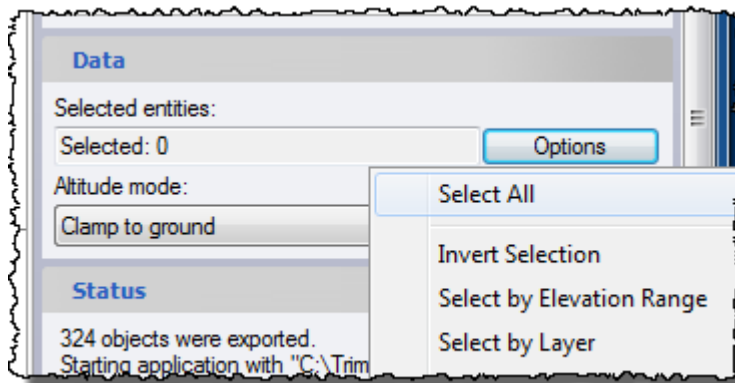 Data
Selected entities:
Selected: 0
Options
Altitude mode:
Select All
Clamp to ground
Invert Selection
Select by Elevation Range
Status
324 objects were exported.
Select by Layer
Starting application with "C:\Trim